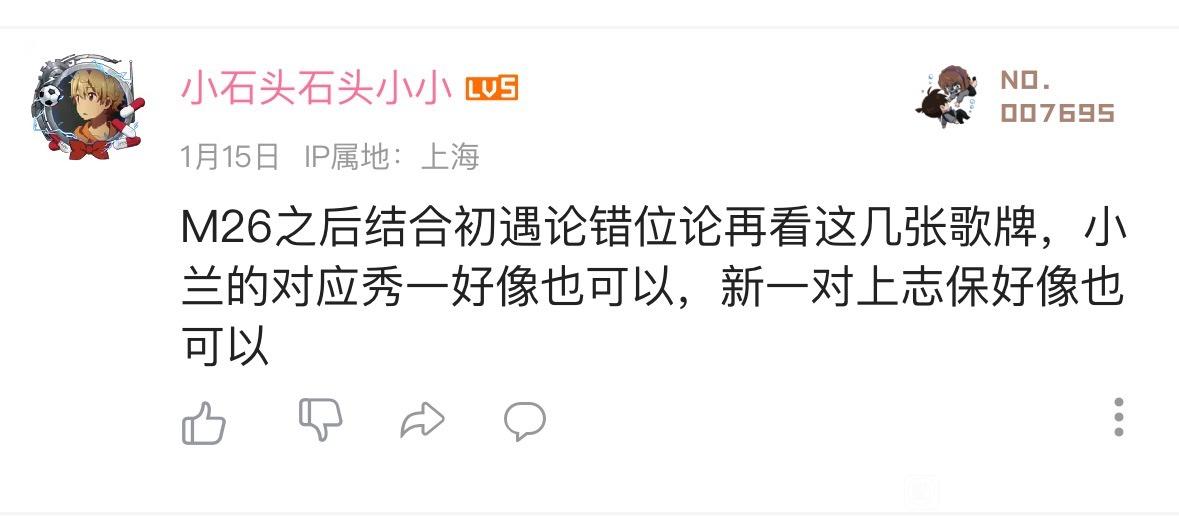 小石头石头小小 LV5
NO.
007695
1月15日 IP属地：上海
M26之后结合初遇论错位论再看这几张歌牌，小
兰的对应秀一好像也可以，新一对上志保好像也
可以